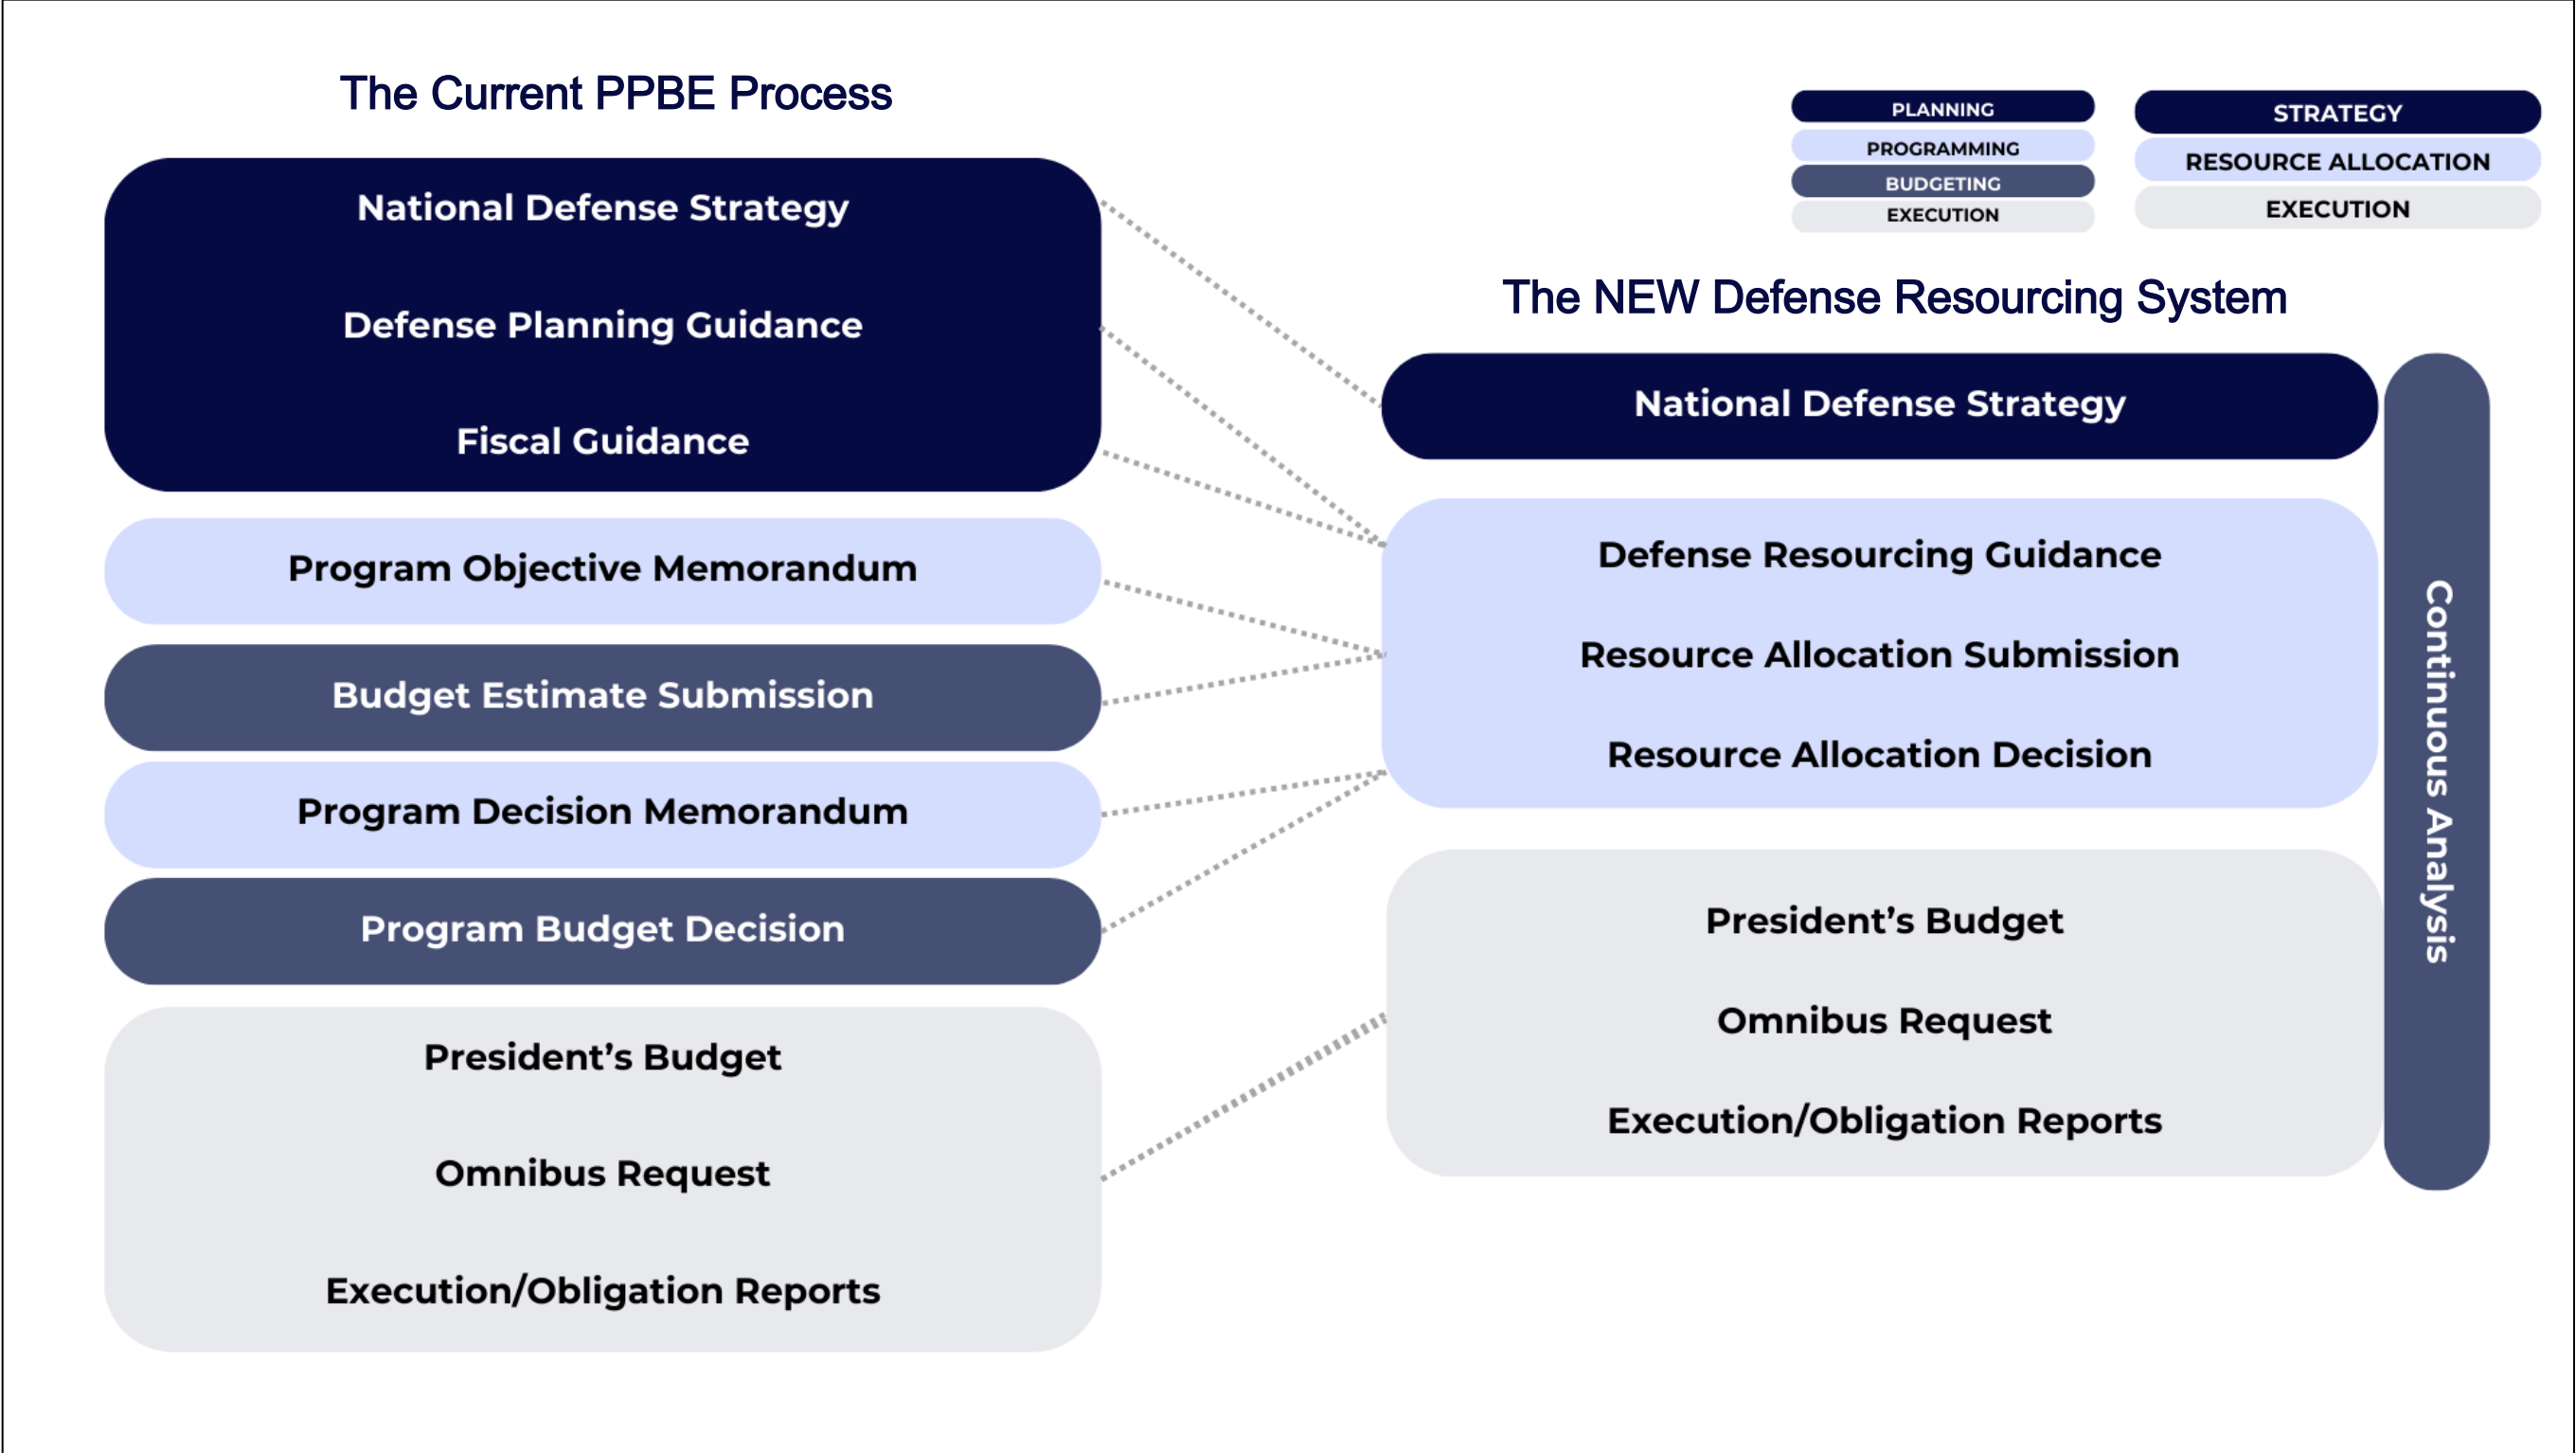 The Current PPBE Process
National Defense Strategy
Defense Planning Guidance
Fiscal Guidance
Program Objective Memorandum
Budget Estimate Submission
Program Decision Memorandum
Program Budget Decision
President’s Budget
Omnibus Request
Execution/Obligation Reports
PLANNING
PROGRAMMING
BUDGETING
EXECUTION
STRATEGY
RESOURCE ALLOCATION
EXECUTION
The NEW Defense Resourcing System
National Defense Strategy
Defense Resourcing Guidance
Resource Allocation Submission
Resource Allocation Decision
President’s Budget
Omnibus Request
Execution/Obligation Reports
Continuous Analysis